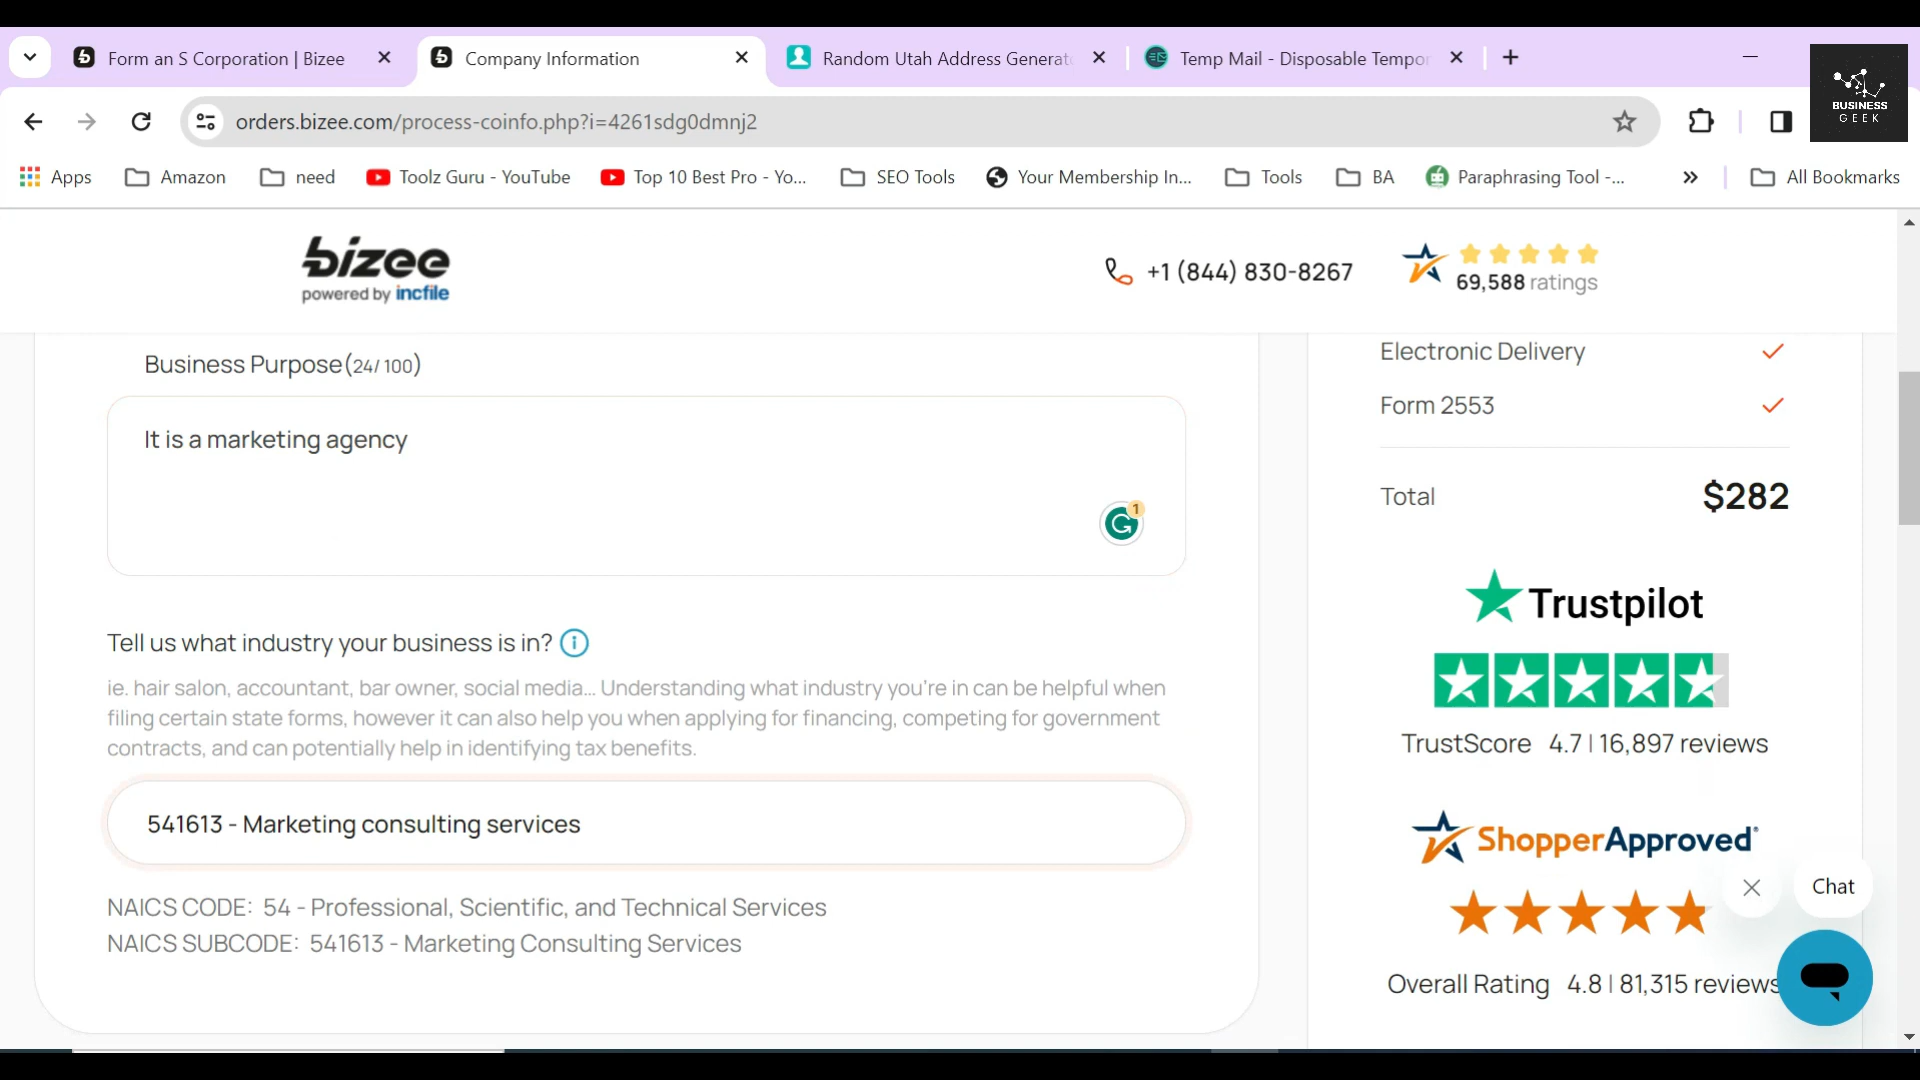 Form an S Corporation | Bizee
Company Information
Random Utah Address Generat
Temp Mail - Disposable Tempor
BUSINESS
GEEK
orders.bizee.com/process-coinfo.php?i=4261sdg0dmnj2
Apps
Amazon
need
Toolz Guru - YouTube
Top 10 Best Pro - Yo...
SEO Tools
Your Membership In...
Tools
BA
Paraphrasing Tool -...
»
All Bookmarks
bizee
powered by incfile
+1 (844) 830-8267
69,588 ratings
Business Purpose(24/100)
It is a marketing agency
1
Tell us what industry your business is in?
ie. hair salon, accountant, bar owner, social media... Understanding what industry you're in can be helpful when
filing certain state forms, however it can also help you when applying for financing, competing for government
contracts, and can potentially help in identifying tax benefits.
541613 - Marketing consulting services
NAICS CODE: 54 - Professional, Scientific, and Technical Services
NAICS SUBCODE: 541613 - Marketing Consulting Services
Electronic Delivery
Form 2553
Total $282
Trustpilot
TrustScore 4.7 | 16,897 reviews
ShopperApproved
Chat
Overall Rating 4.8 | 81,315 reviews